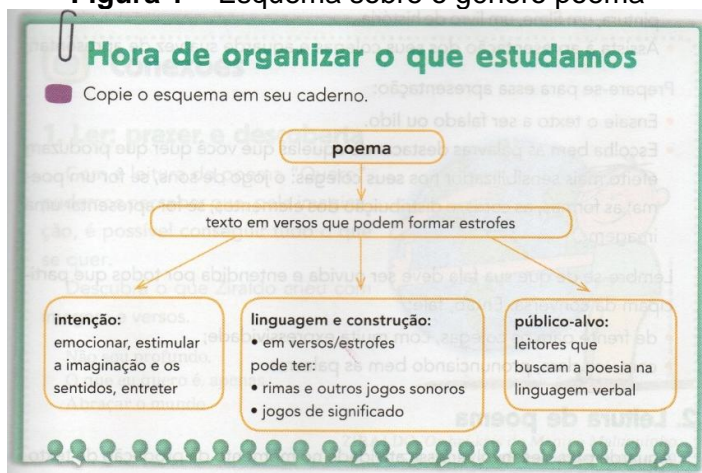 Figura 1 – Esquema sobre o gênero poema
Hora de organizar o que estudamos
Copie o esquema em seu caderno.
poema
texto em versos que podem formar estrofes
intenção:
emocionar, estimular
a imaginação e os
sentidos entre outros
linguagem e construção:
• em versos/estrofes
pode ter:
• rimas e outros jogos sonoros
• jogos de significado
público-alvo:
leitores que
buscam a poesia na
linguagem verbal